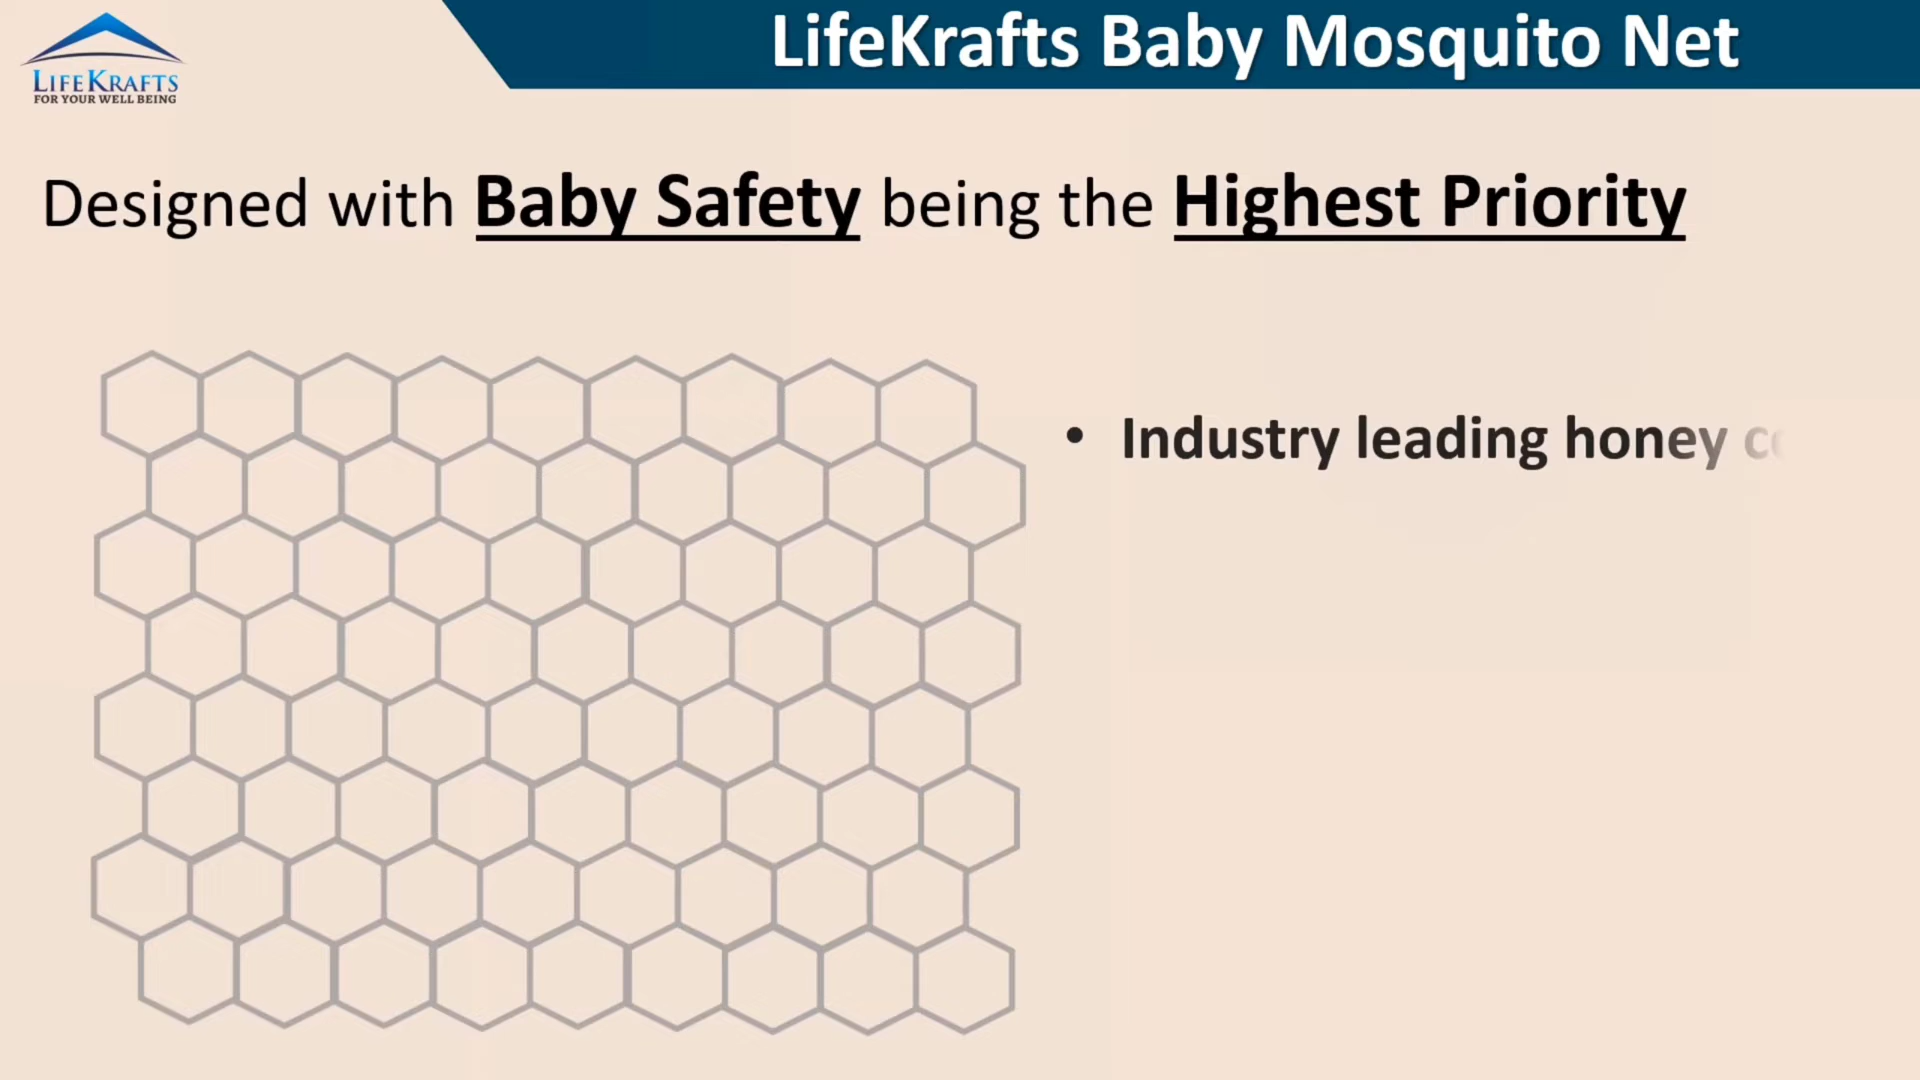 LifeKrafts Baby Mosquito Net
LIFEKRAFTS
FOR YOUR WELL BEING
Designed with Baby Safety being the Highest Priority
• Industry leading honey